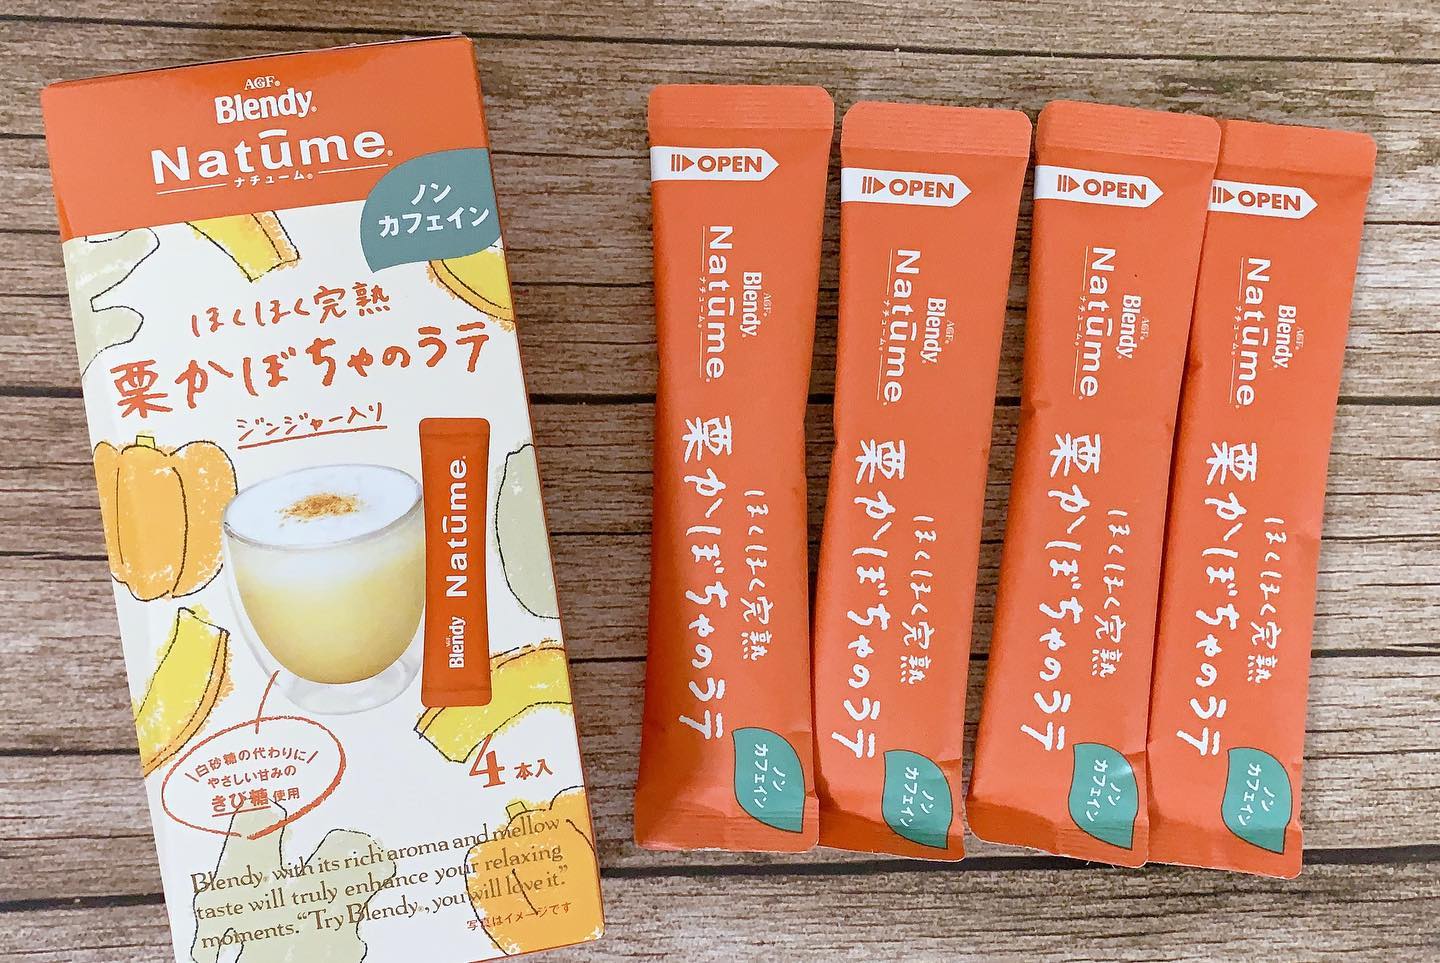 AGF®
Blendy®
Natūme®
ナチューム®
ノン
カフェイン
ほくほく完熟
栗かぼちゃのラテ
ジンジャー入り
Natūme®
AGF
Blendy
白砂糖の代わりに
やさしい甘みの
きび糖使用
4本入
Blendy® with its rich aroma and mellow
taste will truly enhance your relaxing
moments. “Try Blendy®, you will love it.”
写真はイメージです
OPEN
AGF®
Blendy®
Natūme®
ナチューム®
ほくほく完熟
栗かぼちゃのラテ
ノン
カフェイン
OPEN
AGF®
Blendy®
Natūme®
ナチューム®
ほくほく完熟
栗かぼちゃのラテ
ノン
カフェイン
OPEN
AGF®
Blendy®
Natūme®
ナチューム®
ほくほく完熟
栗かぼちゃのラテ
ノン
カフェイン
OPEN
AGF®
Blendy®
Natūme®
ナチューム®
ほくほく完熟
栗かぼちゃのラテ
ノン
カフェイン